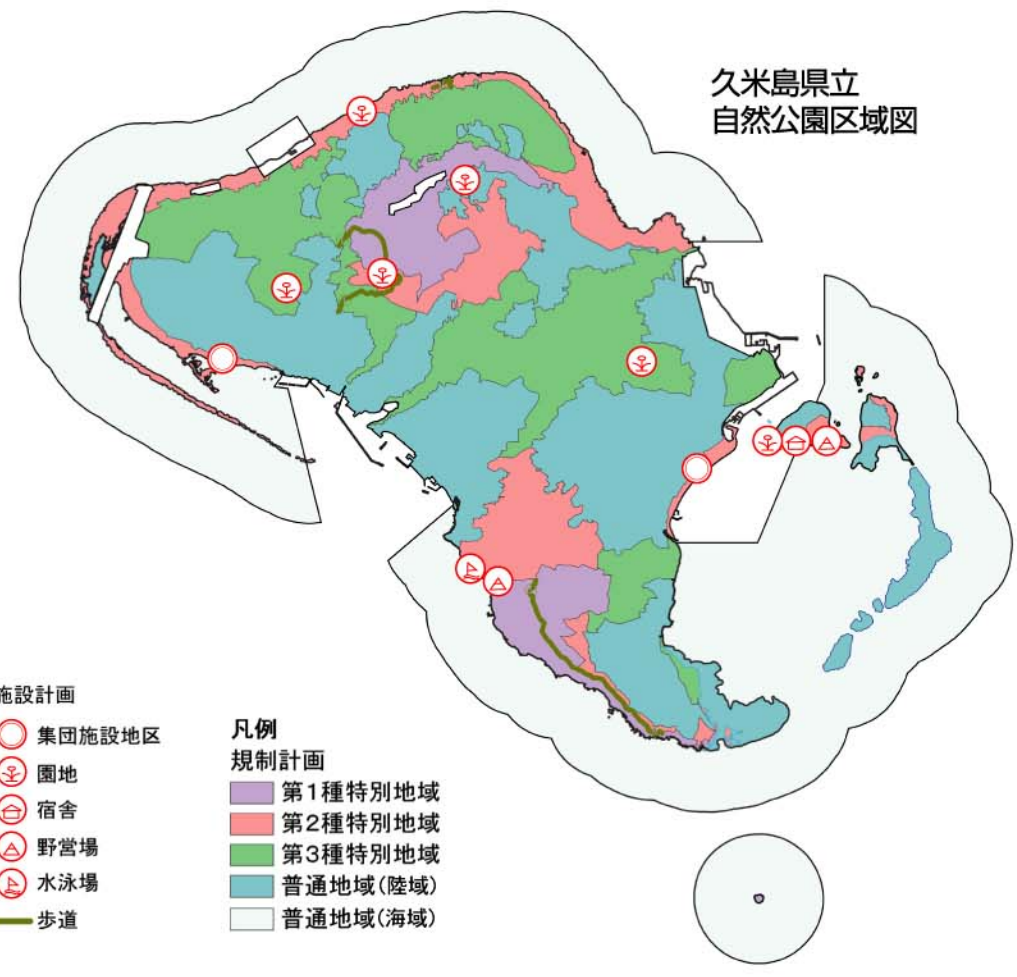 久米島県立
自然公園区域図
施設計画
集団施設地区
園地
宿舎
野営場
水泳場
歩道
凡例
規制計画
第1種特別地域
第2種特別地域
第3種特別地域
普通地域(陸域)
普通地域(海域)